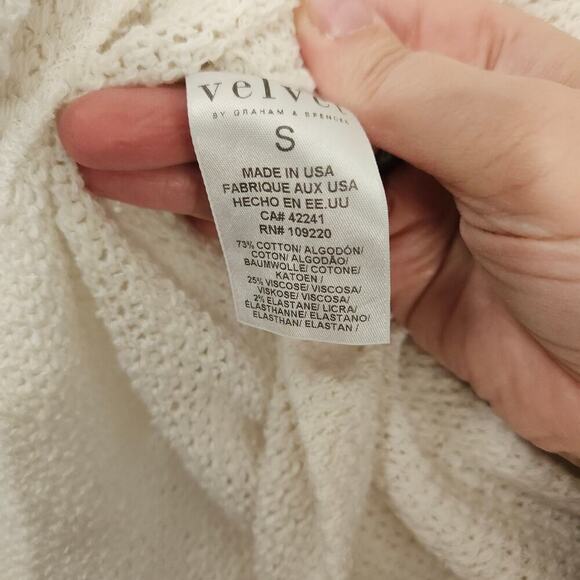 velvet
BY GRAHAM & SPENCER
S
MADE IN USA
FABRIQUE AUX USA
HECHO EN EE.UU
CA# 42241
RN# 109220
73% COTTON/ ALGODÓN/
COTON/ ALGODÃO/
BAUMWOLLE/ COTONE/
KATOEN /
25% VISCOSE/ VISCOSA/
VISKOSE/ VISCOSA/
2% ELASTANE/ LICRA/
ÉLASTHANNE/ ELASTANO/
ELASTHAN/ ELASTAN /